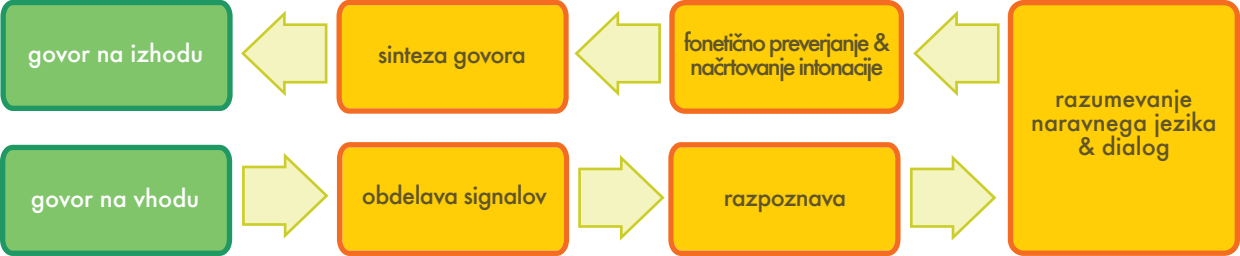 govor na izhodu
sinteza govora
fonetično preverjanje &
načrtovanje intonacije
razumevanje
naravnega jezika
& dialog
govor na vhodu
obdelava signalov
razpoznava